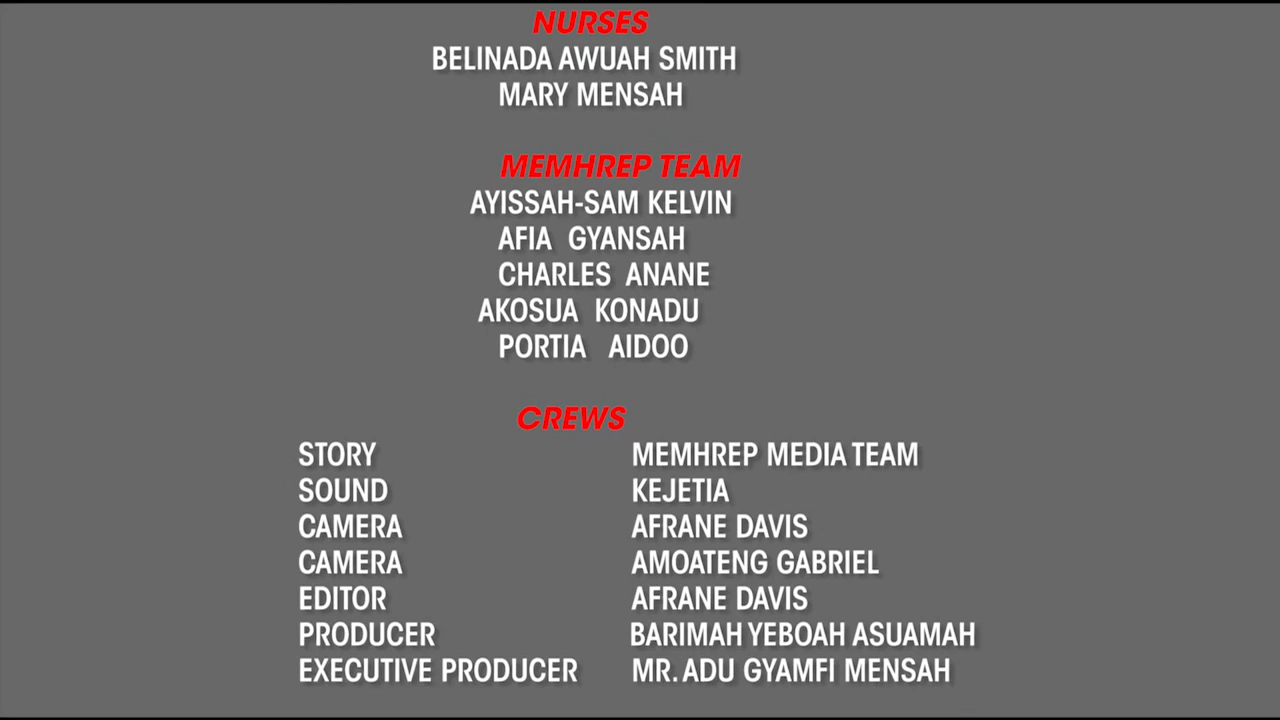 NURSES
BELINADA AWUAH SMITH
MARY MENSAH
MEMHREP TEAM
AYISSAH-SAM KELVIN
AFIA GYANSAH
CHARLES ANANE
AKOSUA KONADU
PORTIA AIDOO
CREWS
STORY MEMHREP MEDIA TEAM
SOUND KEJETIA
CAMERA AFRANE DAVIS
CAMERA AMOATENG GABRIEL
EDITOR AFRANE DAVIS
PRODUCER BARIMAH YEBOAH ASUAMAH
EXECUTIVE PRODUCER MR. ADU GYAMFI MENSAH